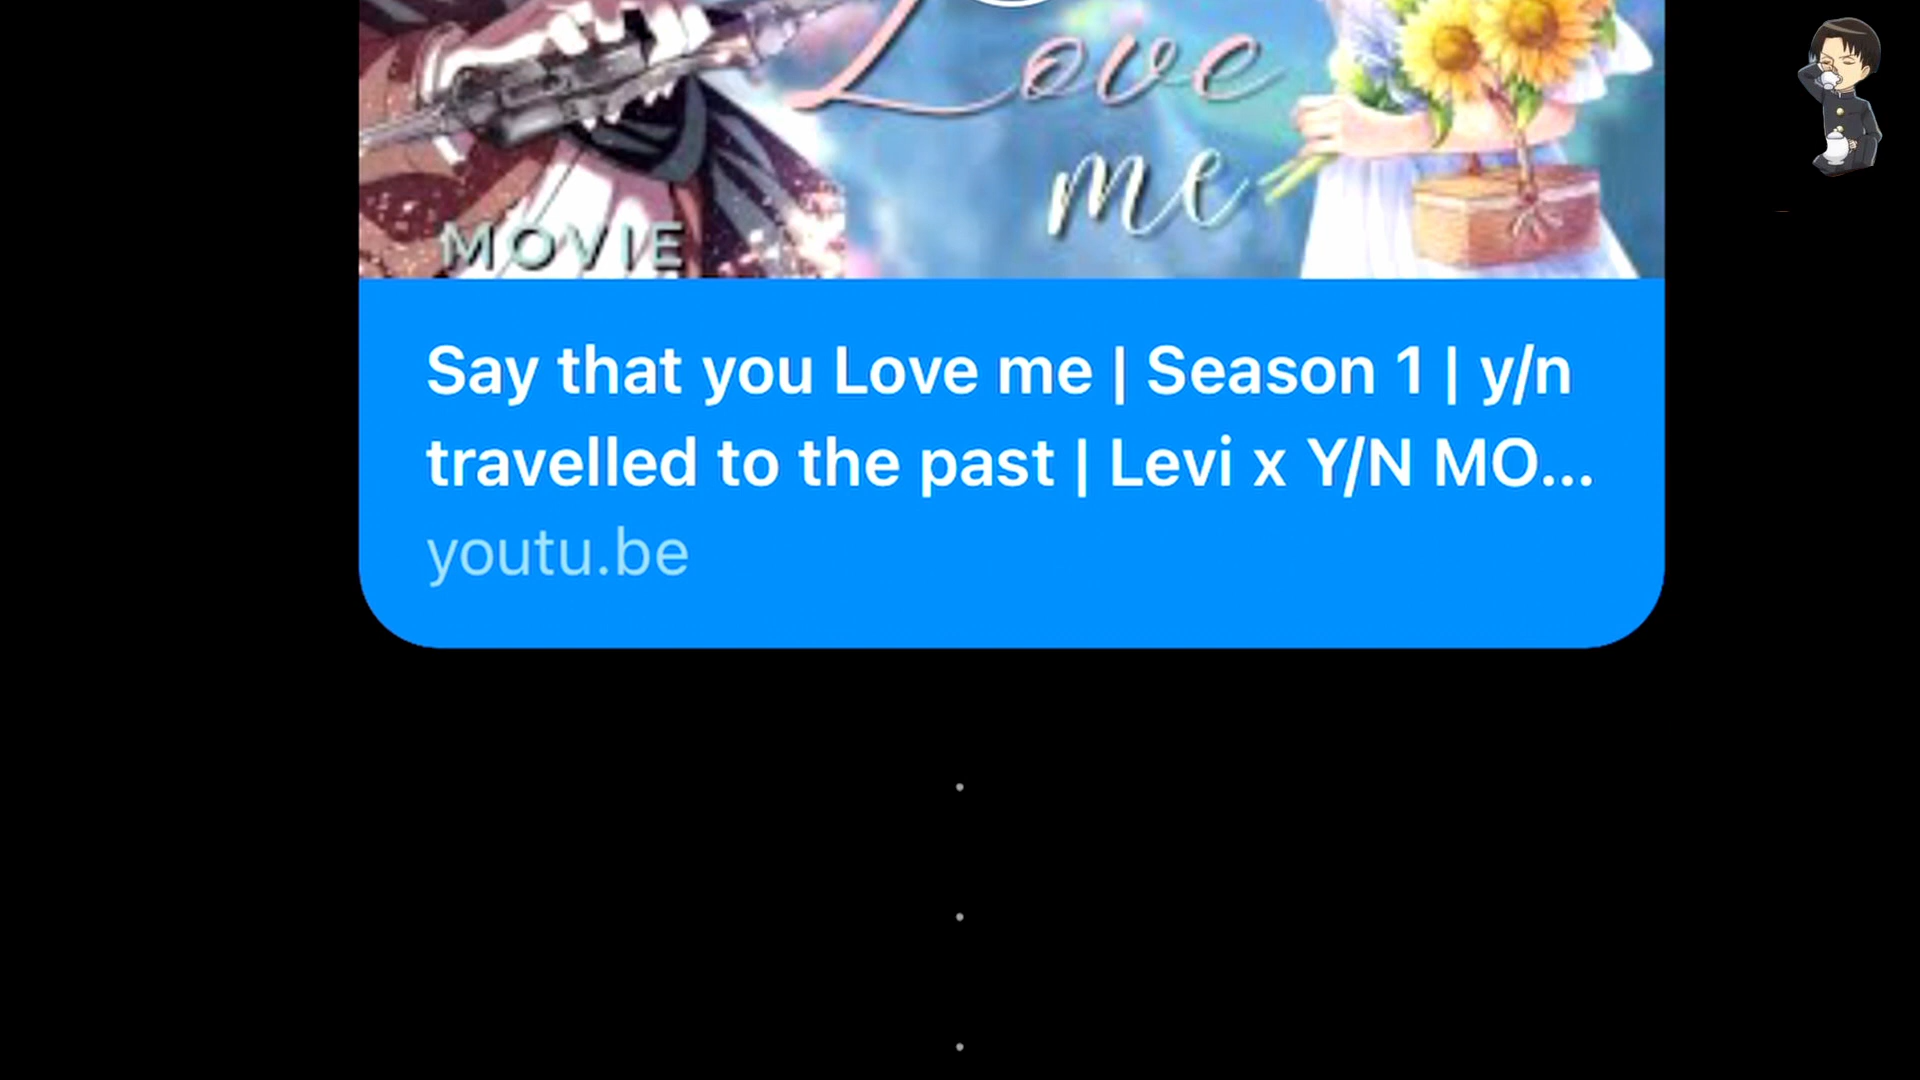 Love
me
MOVIE
Say that you Love me | Season 1 | y/n
travelled to the past | Levi x Y/N MO...
youtu.be